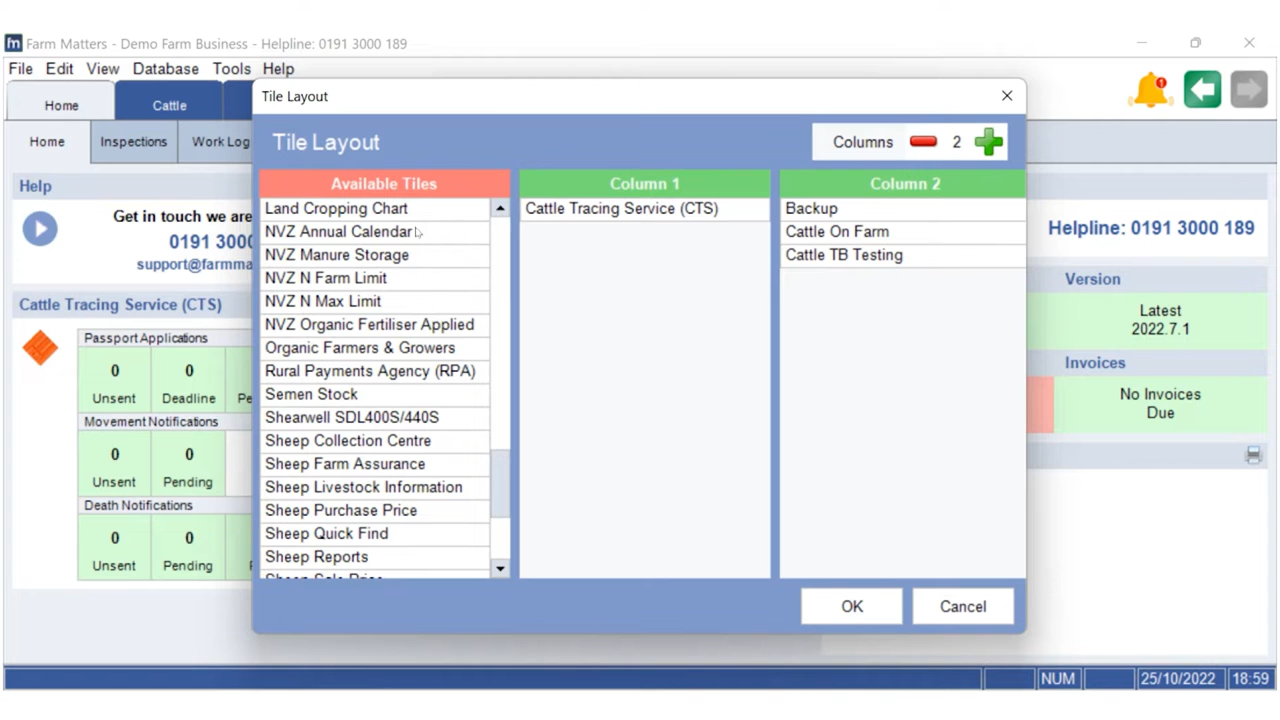 Farm Matters - Demo Farm Business - Helpline: 0191 3000 189
File Edit View Database Tools Help
Home Cattle
Home Inspections Work Log
Help
Get in touch we are
0191 3000
Helpline: 0191 3000 189
Cattle Tracing Service (CTS)
Passport Applications
0 0
Unsent Deadline
Movement Notifications
0 0
Unsent Pending
Death Notifications
0 0
Unsent Pending
Version
Latest
2022.7.1
Invoices
No Invoices
Due
Tile Layout
Tile Layout
Columns 2
Available Tiles
Land Cropping Chart
NVZ Annual Calendar
NVZ Manure Storage
NVZ N Farm Limit
NVZ N Max Limit
NVZ Organic Fertiliser Applied
Organic Farmers & Growers
Rural Payments Agency (RPA)
Semen Stock
Shearwell SDL400S/440S
Sheep Collection Centre
Sheep Farm Assurance
Sheep Livestock Information
Sheep Purchase Price
Sheep Quick Find
Sheep Reports
Column 1
Cattle Tracing Service (CTS)
Column 2
Backup
Cattle On Farm
Cattle TB Testing
OK Cancel
NUM 25/10/2022 18:59